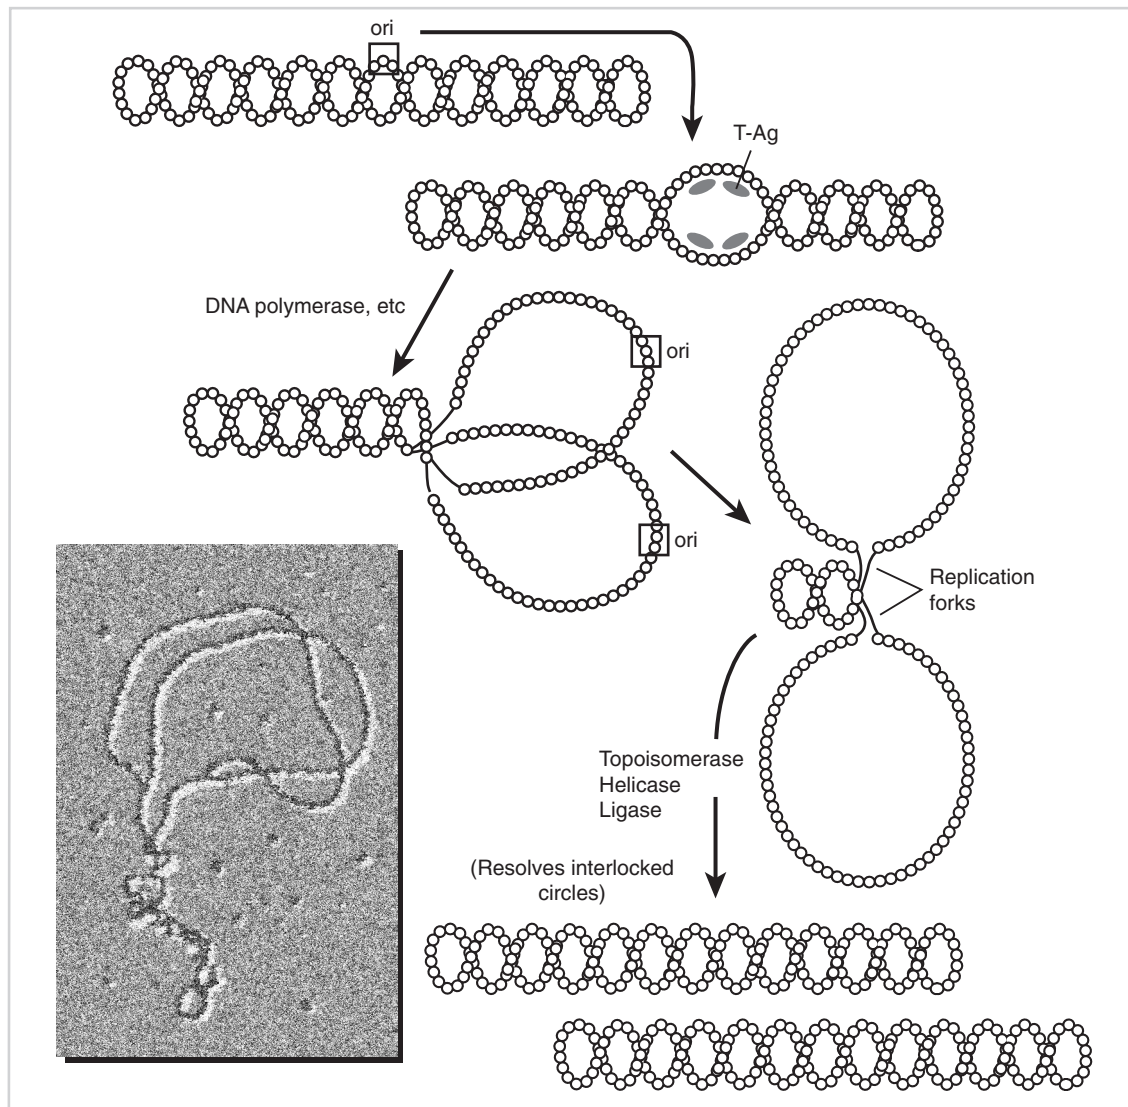 ori
T-Ag
DNA polymerase, etc
ori
ori
Replication
forks
Topoisomerase
Helicase
Ligase
(Resolves interlocked
circles)